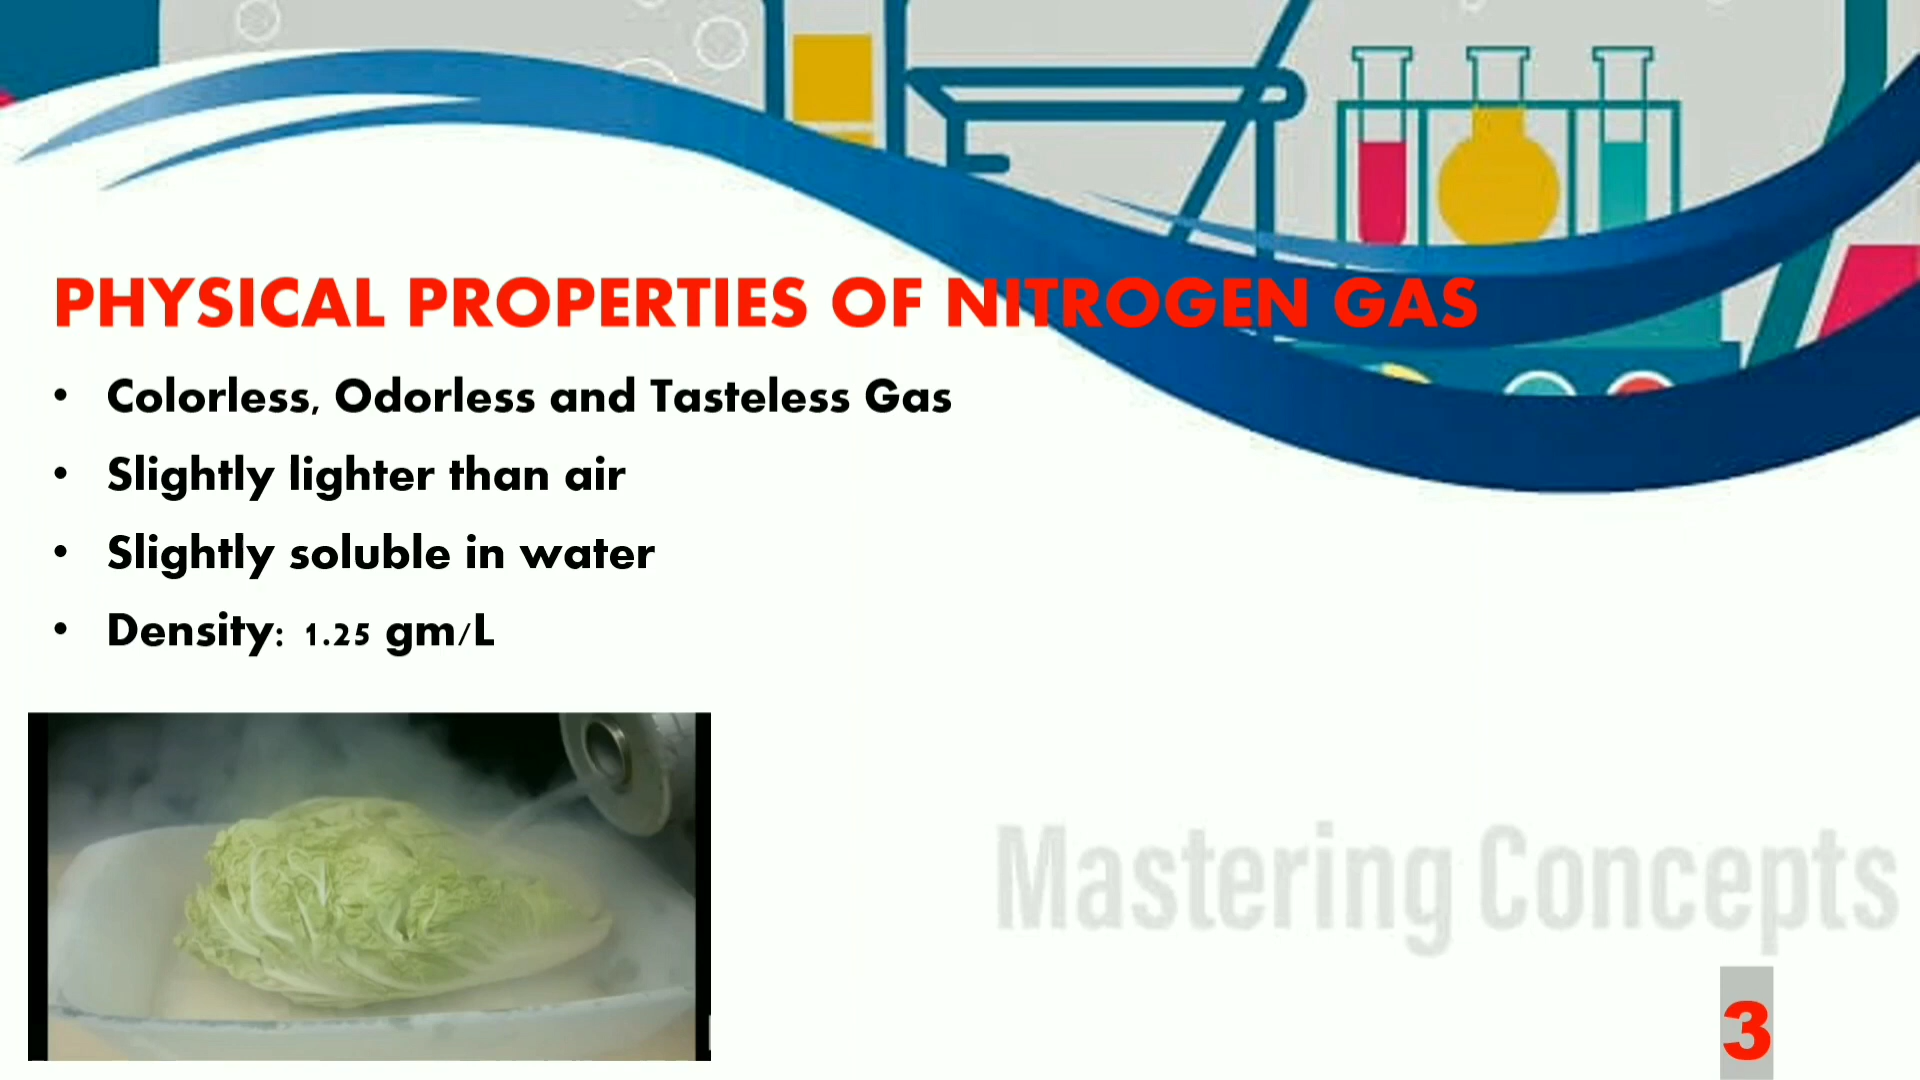 PHYSICAL PROPERTIES OF NITROGEN GAS
• Colorless, Odorless and Tasteless Gas
• Slightly lighter than air
• Slightly soluble in water
• Density: 1.25 gm/L
Mastering Concepts
3